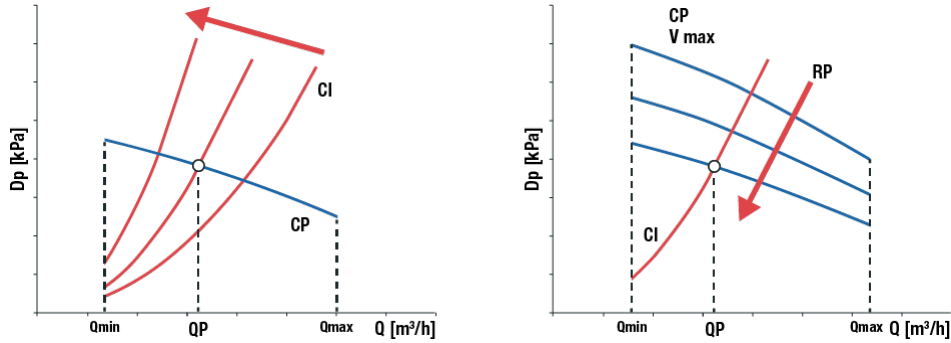 Dp [kPa]
CI
CP
Qmin
QP
Qmax
Q [m³/h]
Dp [kPa]
CP
V max
RP
CI
Qmin
QP
Qmax
Q [m³/h]